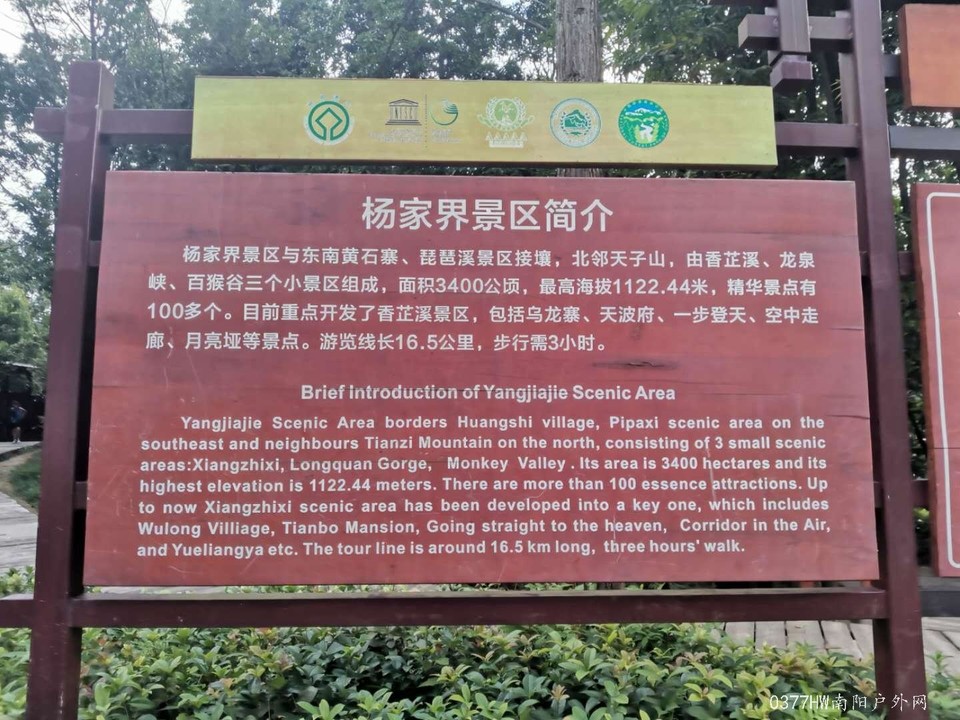 杨家界景区简介
杨家界景区与东南黄石寨、琵琶溪景区接壤，北邻天子山，由香芷溪、龙泉
峡、百猴谷三个小景区组成，面积3400公顷，最高海拔1122.44米，精华景点有
100多个。目前重点开发了香芷溪景区，包括乌龙寨、天波府、一步登天、空中走
廊、月亮垭等景点。游览线长16.5公里，步行需3小时。
Brief Introduction of Yangjiajie Scenic Area
Yangjiajie Scenic Area borders Huangshi village, Pipaxi scenic area on the
southeast and neighbours Tianzi Mountain on the north, consisting of 3 small scenic
areas:Xiangzhixi, Longquan Gorge, Monkey Valley . Its area is 3400 hectares and its
highest elevation is 1122.44 meters. There are more than 100 essence attractions. Up
to now Xiangzhixi scenic area has been developed into a key one, which includes
Wulong Villiage, Tianbo Mansion, Going straight to the heaven, Corridor in the Air,
and Yueliangya etc. The tour line is around 16.5 km long, three hours' walk.
0377HW南阳户外网